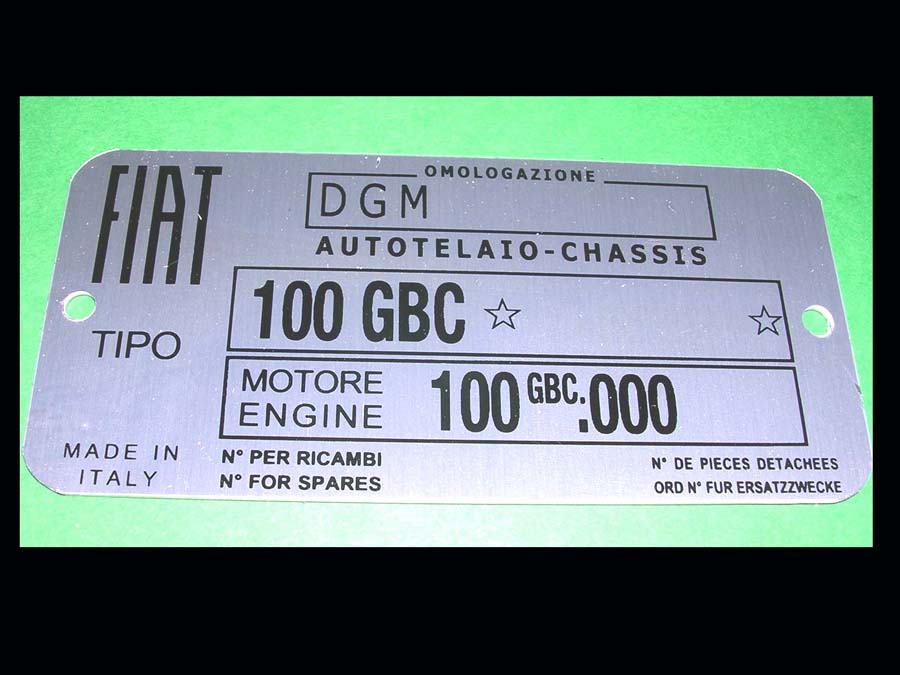 FIAT
OMOLOGAZIONE
DGM
AUTOTELAIO-CHASSIS
TIPO
100 GBC ☆ ☆
MOTORE
ENGINE
100 GBC..000
MADE IN
ITALY
N° PER RICAMBI
N° FOR SPARES
N° DE PIECES DETACHEES
ORD N° FUR ERSATZZWECKE